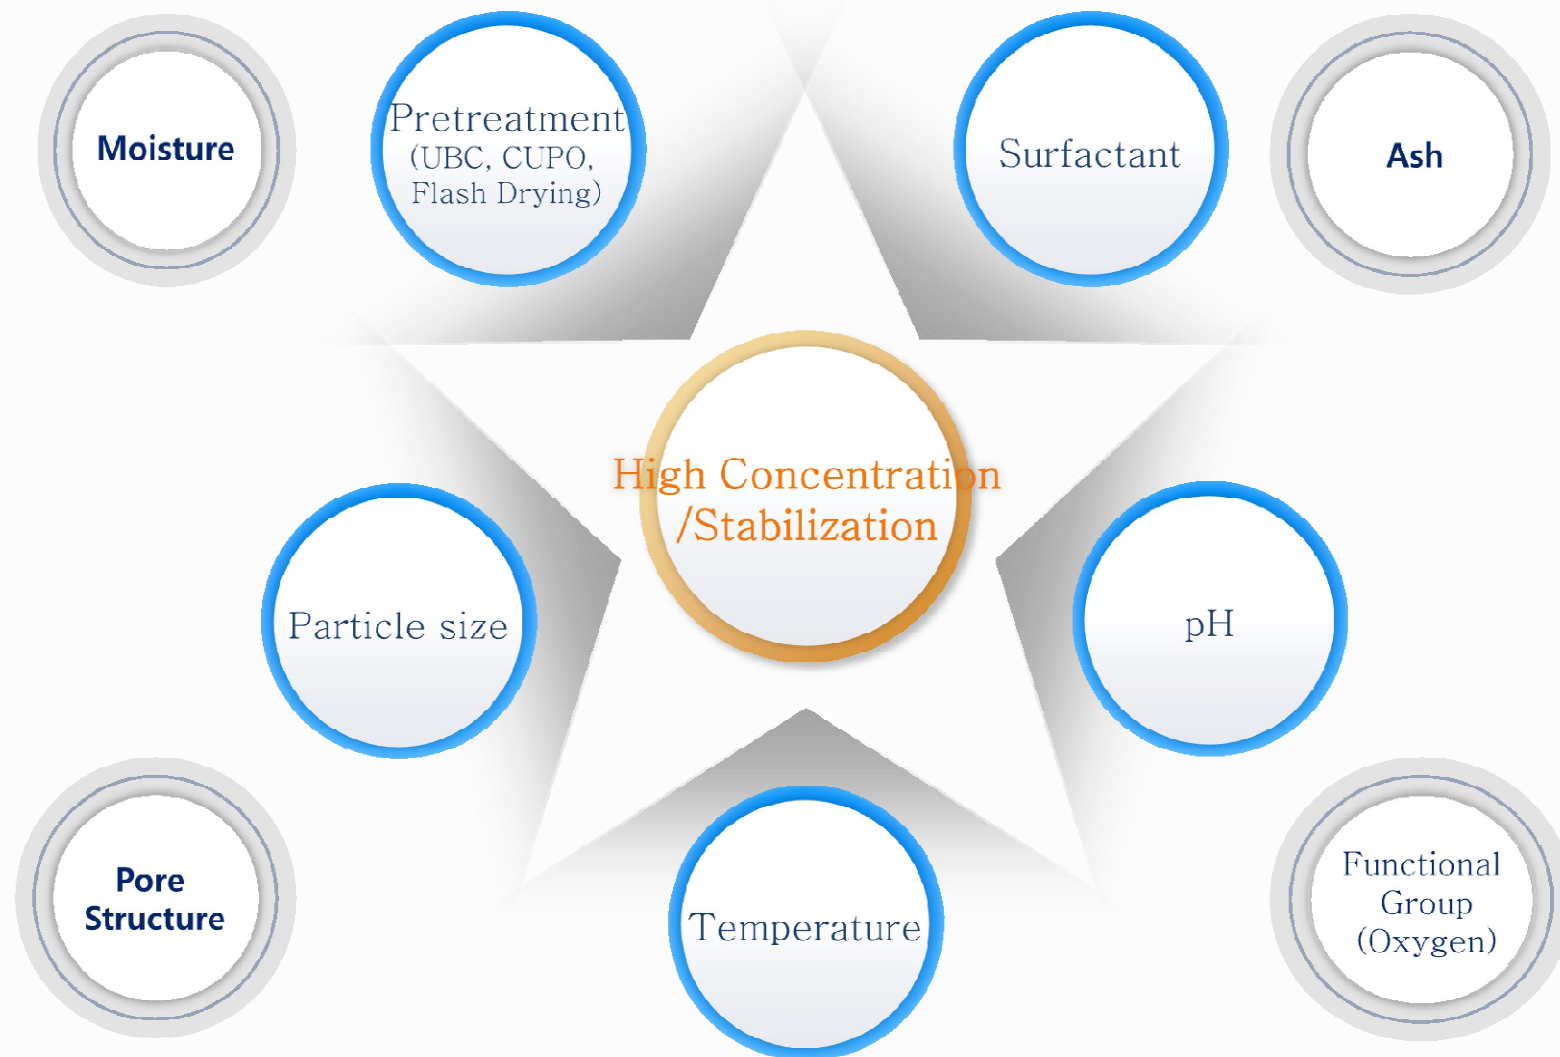 Moisture
Pretreatment
(UBC, CUPO,
Flash Drying)
Surfactant
Ash
High Concentration
/Stabilization
Particle size
pH
Pore
Structure
Temperature
Functional
Group
(Oxygen)